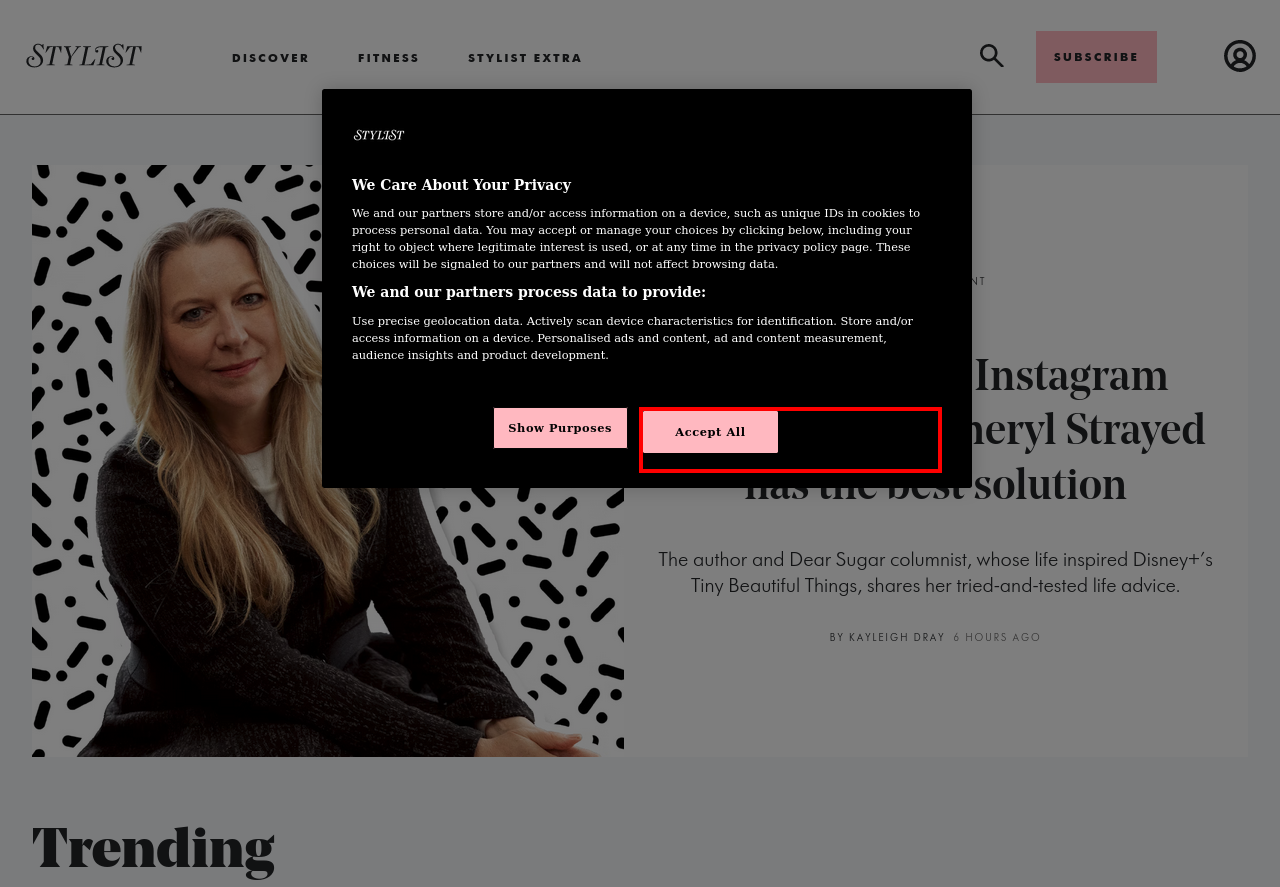 STYLIST
DISCOVER
FITNESS
STYLIST EXTRA
SUBSCRIBE
STYLIST
We Care About Your Privacy
We and our partners store and/or access information on a device, such as unique IDs in cookies to
process personal data. You may accept or manage your choices by clicking below, including your
right to object where legitimate interest is used, or at any time in the privacy policy page. These
choices will be signaled to our partners and will not affect browsing data.
We and our partners process data to provide:
Use precise geolocation data. Actively scan device characteristics for identification. Store and/or
access information on a device. Personalised ads and content, ad and content measurement,
audience insights and product development.
Show Purposes
Accept All
Instagram
Strayed
has the best solution
The author and Dear Sugar columnist, whose life inspired Disney+’s
Tiny Beautiful Things, shares her tried-and-tested life advice.
BY KAYLEIGH DRAY 6 HOURS AGO
Trending